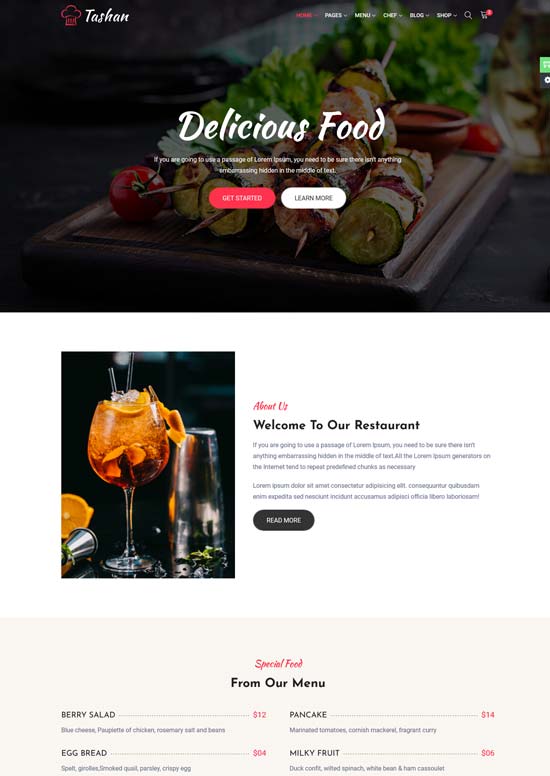 Tashan
HOME PAGES MENU CHEF BLOG SHOP 2
Delicious Food
If you are going to use a passage of Lorem Ipsum, you need to be sure there isn't anything
embarrassing hidden in the middle of text.
GET STARTED LEARN MORE
About Us
Welcome To Our Restaurant
If you are going to use a passage of Lorem Ipsum, you need to be sure there isn't
anything embarrassing hidden in the middle of text.All the Lorem Ipsum generators on
the Internet tend to repeat predefined chunks as necessary
Lorem ipsum dolor sit amet consectetur adipisicing elit. consequuntur quibusdam
enim expedita sed nesciunt incidunt accusamus adipisci officia libero laboriosam!
READ MORE
Special Food
From Our Menu
BERRY SALAD $12
Blue cheese, Paupiette of chicken, rosemary salt and beans
PANCAKE $14
Mannated tomatoes, cornish mackerel, fragrant curry
EGG BREAD $04
Spelt, girolles,Smoked quail, parsley, crispy egg
MILKY FRUIT $06
Duck confit, wilted spinach, white bean & ham cassoulet